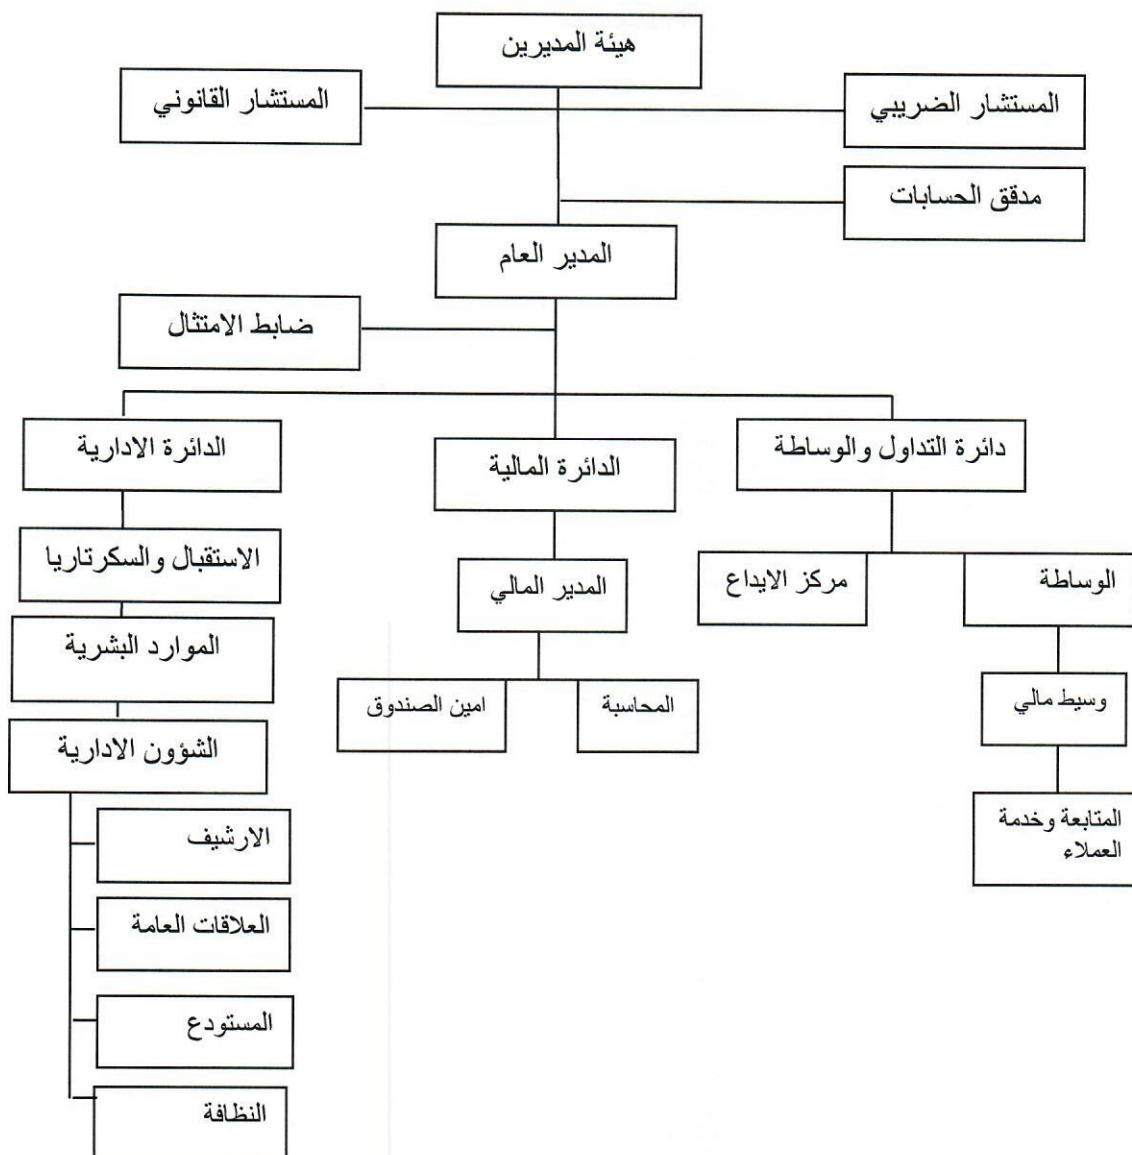 هيئة المديرين
المستشار الضريبي
المستشار القانوني
مدقق الحسابات
المدير العام
ضابط الامتثال
دائرة التداول والوساطة
الدائرة المالية
الدائرة الادارية
الوساطة
مركز الايداع
المدير المالي
الاستقبال والسكرتاريا
وسيط مالي
المحاسبة
امين الصندوق
الموارد البشرية
المتابعة وخدمة
العملاء
الشؤون الادارية
الارشيف
العلاقات العامة
المستودع
النظافة